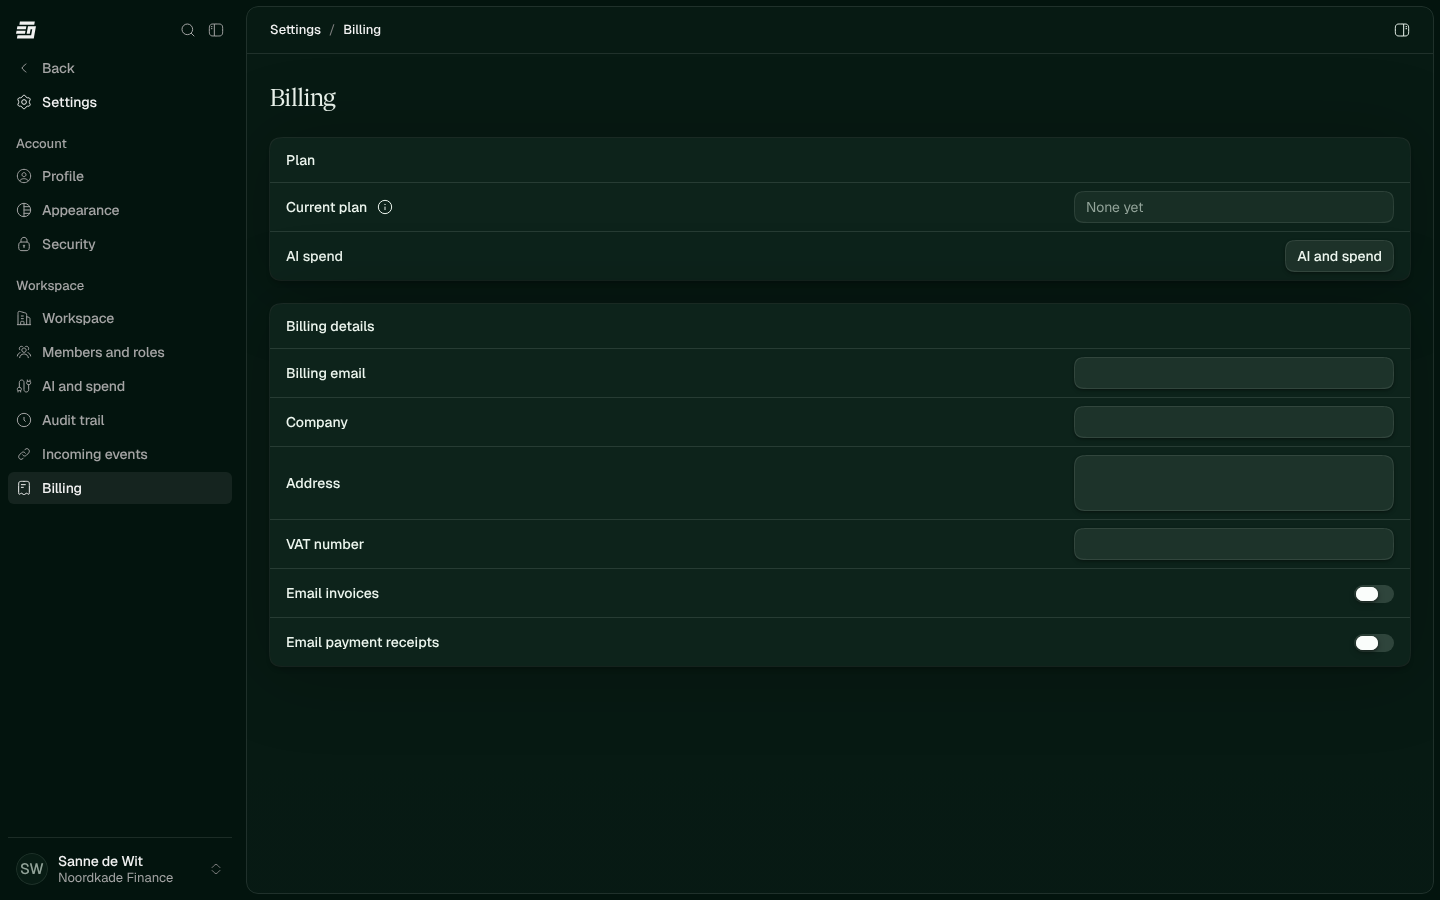 Settings / Billing
Back
Settings
Account
Profile
Appearance
Security
Workspace
Workspace
Members and roles
AI and spend
Audit trail
Incoming events
Billing
Sanne de Wit
SW
Noordkade Finance
Billing
Plan
Current plan
None yet
AI spend
AI and spend
Billing details
Billing email
Company
Address
VAT number
Email invoices
Email payment receipts